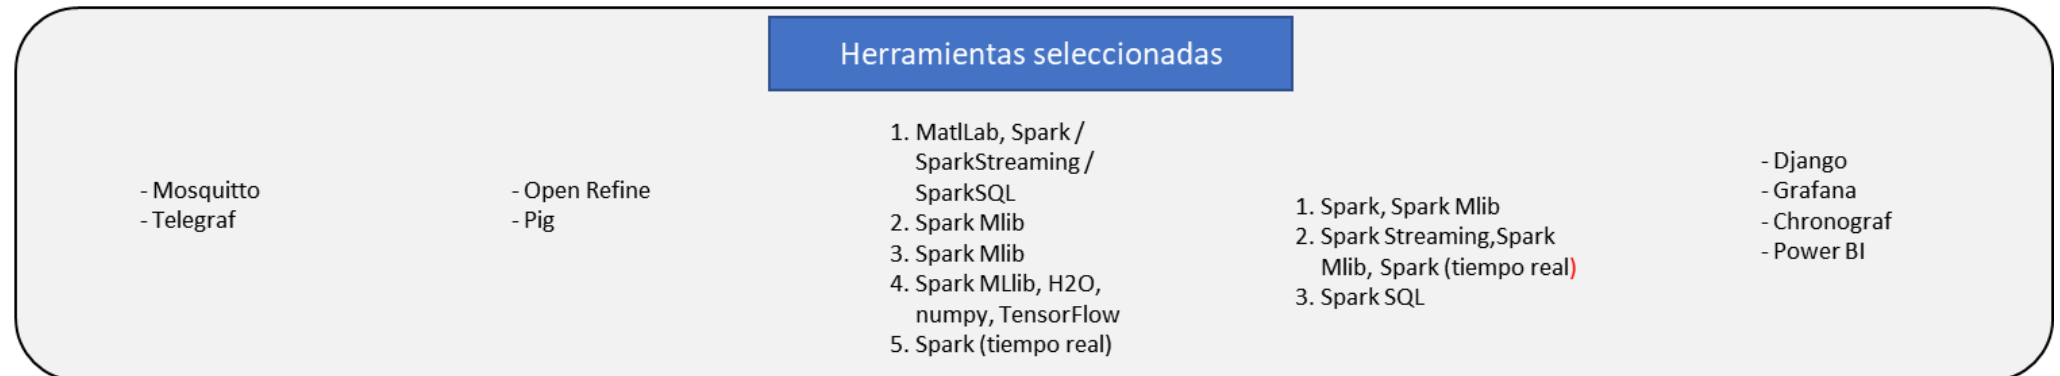 Herramientas seleccionadas
- Mosquitto
- Telegraf
- Open Refine
- Pig
1. MatlLab, Spark /
SparkStreaming /
SparkSQL
2. Spark Mlib
3. Spark Mlib
4. Spark MLlib, H2O,
numpy, TensorFlow
5. Spark (tiempo real)
1. Spark, Spark Mlib
2. Spark Streaming,Spark
Mlib, Spark (tiempo real)
3. Spark SQL
- Django
- Grafana
- Chronograf
- Power BI